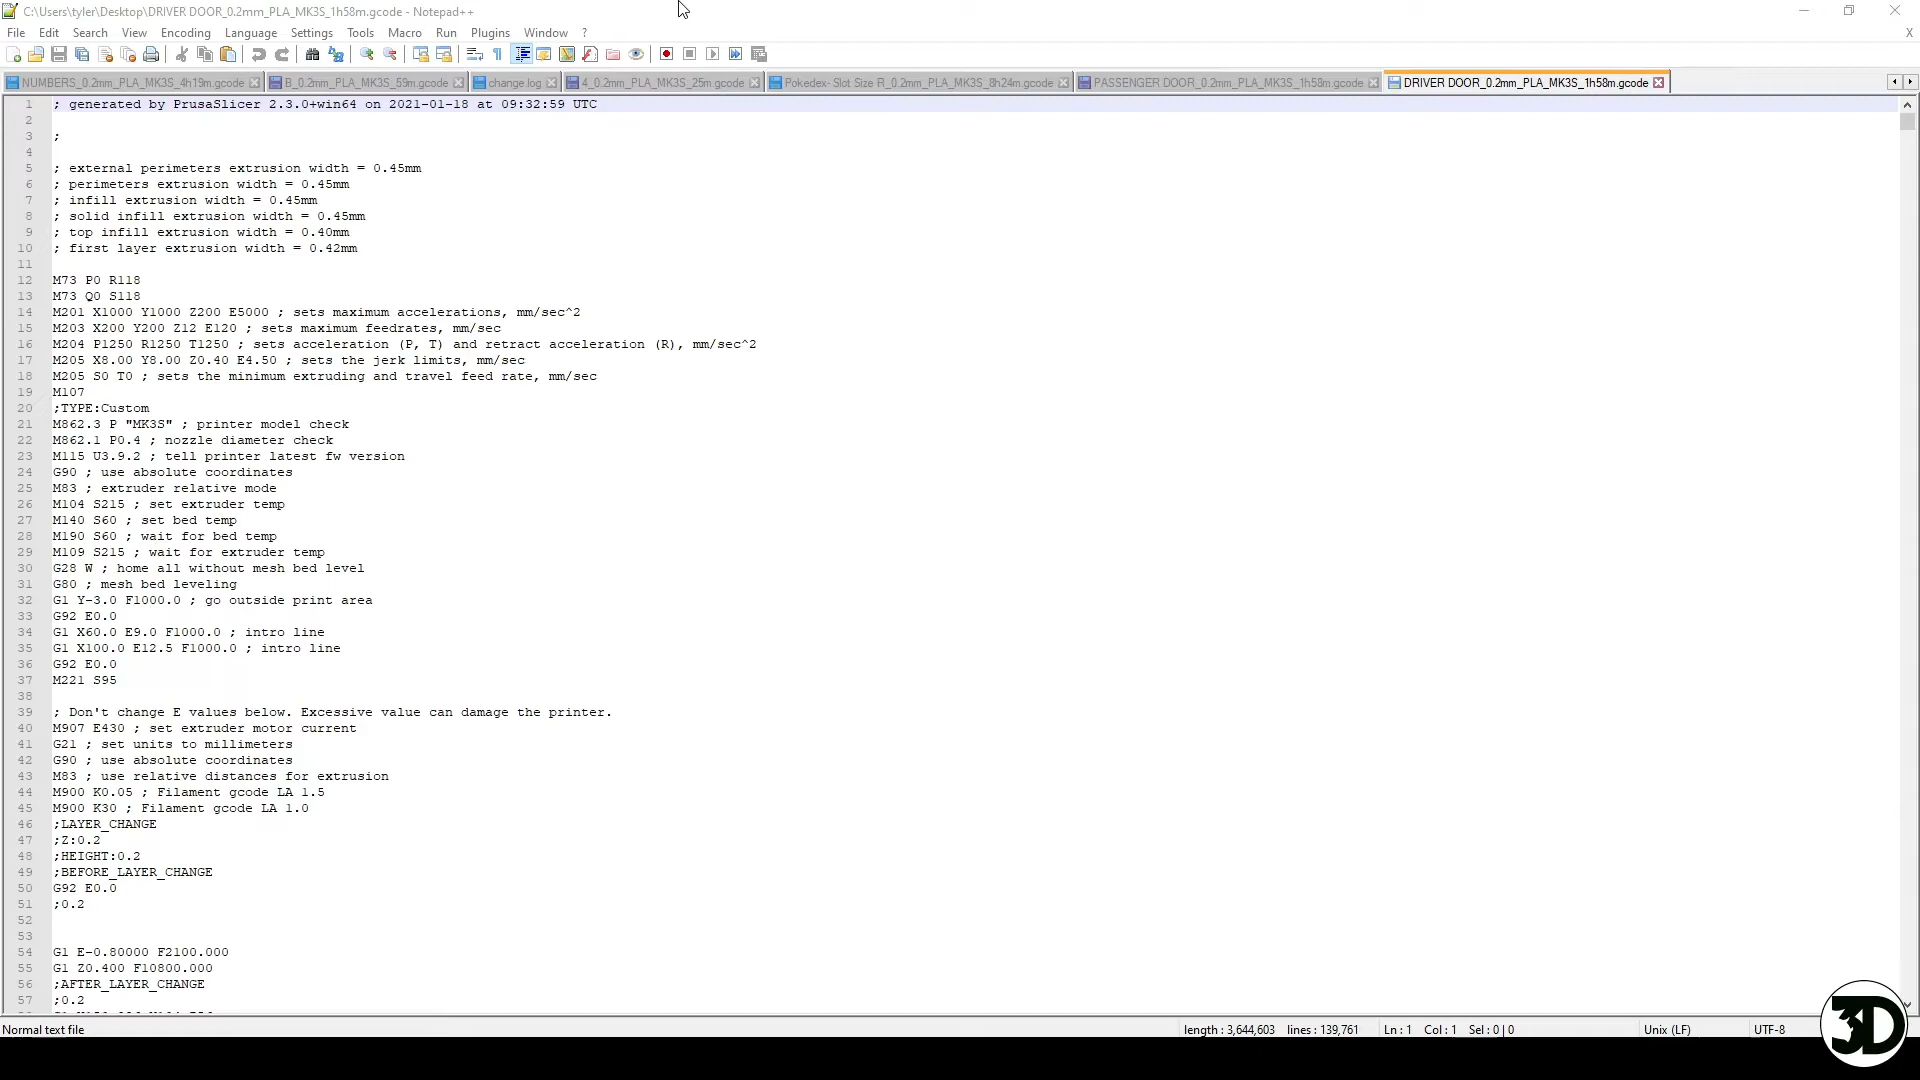 C:\Users\tyler\Desktop\DRIVER DOOR_0.2mm_PLA_MK3S_1h58m.gcode - Notepad++
File Edit Search View Encoding Language Settings Tools Macro Run Plugins Window ? X
NUMBERS_0.2mm_PLA_MK3S_4h19m.gcode B_0.2mm_PLA_MK3S_59m.gcode change.log 4_0.2mm_PLA_MK3S_25m.gcode Pokedex- Slot Size R_0.2mm_PLA_MK3S_8h24m.gcode PASSENGER DOOR_0.2mm_PLA_MK3S_1h58m.gcode DRIVER DOOR_0.2mm_PLA_MK3S_1h58m.gcode
1 ; generated by PrusaSlicer 2.3.0+win64 on 2021-01-18 at 09:32:59 UTC
2
3 ;
4
5 ; external perimeters extrusion width = 0.45mm
6 ; perimeters extrusion width = 0.45mm
7 ; infill extrusion width = 0.45mm
8 ; solid infill extrusion width = 0.45mm
9 ; top infill extrusion width = 0.40mm
10 ; first layer extrusion width = 0.42mm
11
12 M73 P0 R118
13 M73 Q0 S118
14 M201 X1000 Y1000 Z200 E5000 ; sets maximum accelerations, mm/sec^2
15 M203 X200 Y200 Z12 E120 ; sets maximum feedrates, mm/sec
16 M204 P1250 R1250 T1250 ; sets acceleration (P, T) and retract acceleration (R), mm/sec^2
17 M205 X8.00 Y8.00 Z0.40 E4.50 ; sets the jerk limits, mm/sec
18 M205 S0 T0 ; sets the minimum extruding and travel feed rate, mm/sec
19 M107
20 ;TYPE:Custom
21 M862.3 P "MK3S" ; printer model check
22 M862.1 P0.4 ; nozzle diameter check
23 M115 U3.9.2 ; tell printer latest fw version
24 G90 ; use absolute coordinates
25 M83 ; extruder relative mode
26 M104 S215 ; set extruder temp
27 M140 S60 ; set bed temp
28 M190 S60 ; wait for bed temp
29 M109 S215 ; wait for extruder temp
30 G28 W ; home all without mesh bed level
31 G80 ; mesh bed leveling
32 G1 Y-3.0 F1000.0 ; go outside print area
33 G92 E0.0
34 G1 X60.0 E9.0 F1000.0 ; intro line
35 G1 X100.0 E12.5 F1000.0 ; intro line
36 G92 E0.0
37 M221 S95
38
39 ; Don't change E values below. Excessive value can damage the printer.
40 M907 E430 ; set extruder motor current
41 G21 ; set units to millimeters
42 G90 ; use absolute coordinates
43 M83 ; use relative distances for extrusion
44 M900 K0.05 ; Filament gcode LA 1.5
45 M900 K30 ; Filament gcode LA 1.0
46 ;LAYER_CHANGE
47 ;Z:0.2
48 ;HEIGHT:0.2
49 ;BEFORE_LAYER_CHANGE
50 G92 E0.0
51 ;0.2
52
53
54 G1 E-0.80000 F2100.000
55 G1 Z0.400 F10800.000
56 ;AFTER_LAYER_CHANGE
57 ;0.2
Normal text file length : 3,644,603 lines : 139,761 Ln : 1 Col : 1 Sel : 0 | 0 Unix (LF) UTF-8
3D